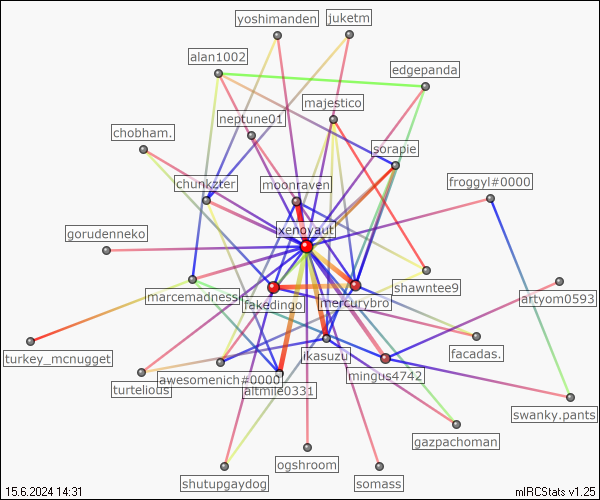 yoshimanden
juketm
alan1002
edgepanda
majestico
neptune01
chobham.
sorapie
froggyl#0000
chunkzter
moonraven
xenoyaut
gorudenneko
shawntee9
artyom0593
marcemadness
fakedingo
mercurybro
turkey_mcnugget
ikasuzu
facadas.
mingus4742
turtelious
awesomenich#0000
altmile0331
swanky.pants
gazpachoman
ogshroom
shutupgaydog
somass
15.6.2024 14:31
mIRCStats v1.25